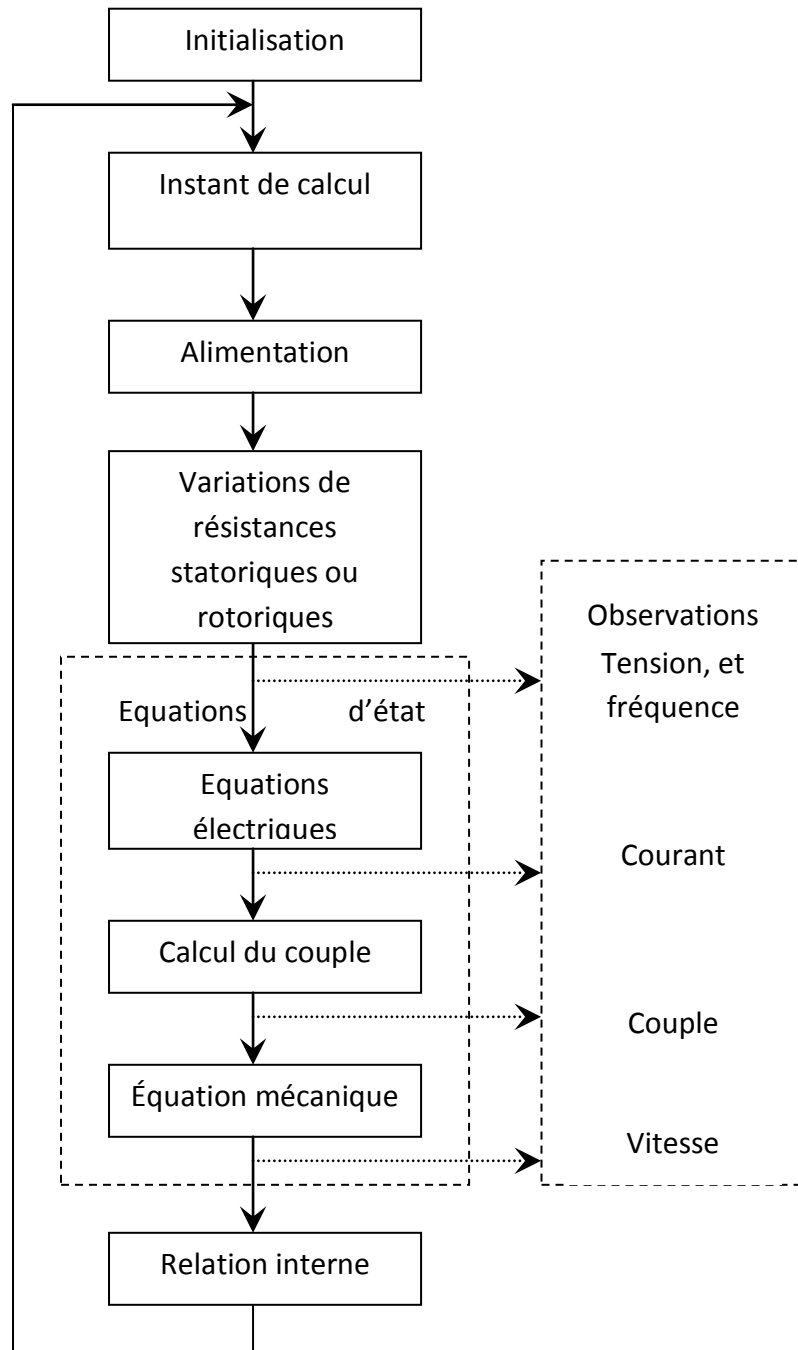 Initialisation
Instant de calcul
Alimentation
Variations de
résistances
statoriques ou
rotoriques
Equations d’état
Equations
électriques
Calcul du couple
Équation mécanique
Relation interne
Observations
Tension, et
fréquence
Courant
Couple
Vitesse